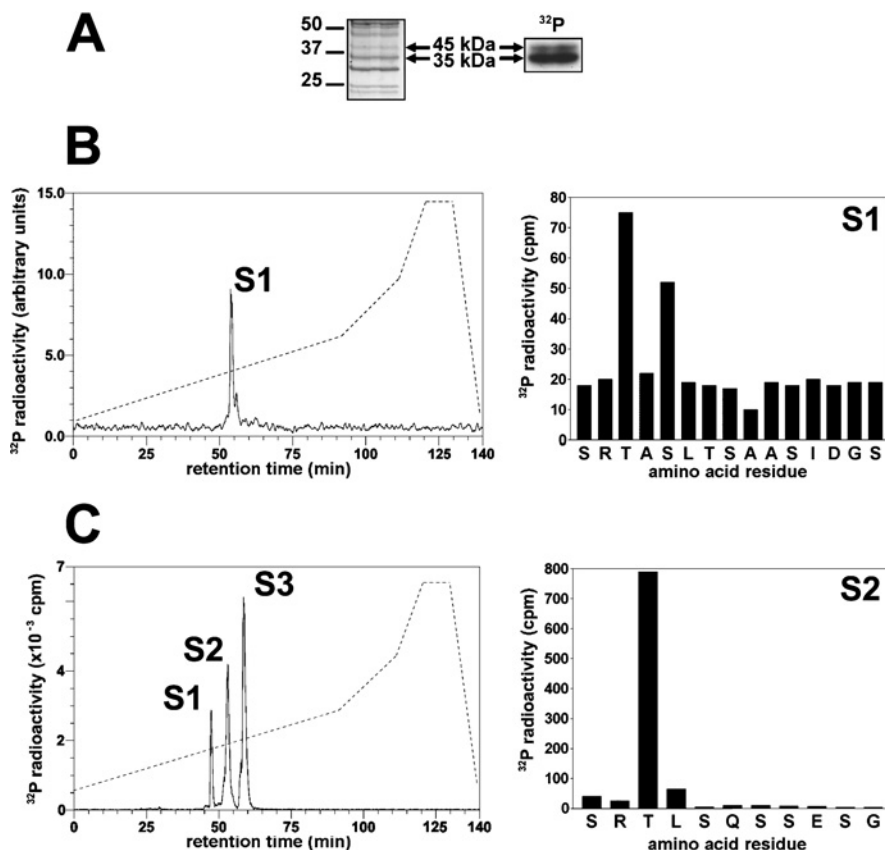 A
50
37
25
45 kDa
35 kDa
32P
B
32P radioactivity (arbitrary units)
15.0
10.0
5.0
0.0
S1
0 25 50 75 100 125 140
retention time (min)
32P radioactivity (cpm)
80
70
60
50
40
30
20
10
0
S1
S R T A S L T S A A S I D G S
amino acid residue
C
32P radioactivity (x10-3 cpm)
7
4
2
0
S1
S2
S3
0 25 50 75 100 125 140
retention time (min)
32P radioactivity (cpm)
800
700
600
500
400
300
200
100
0
S2
S R T L S Q S S E S G
amino acid residue